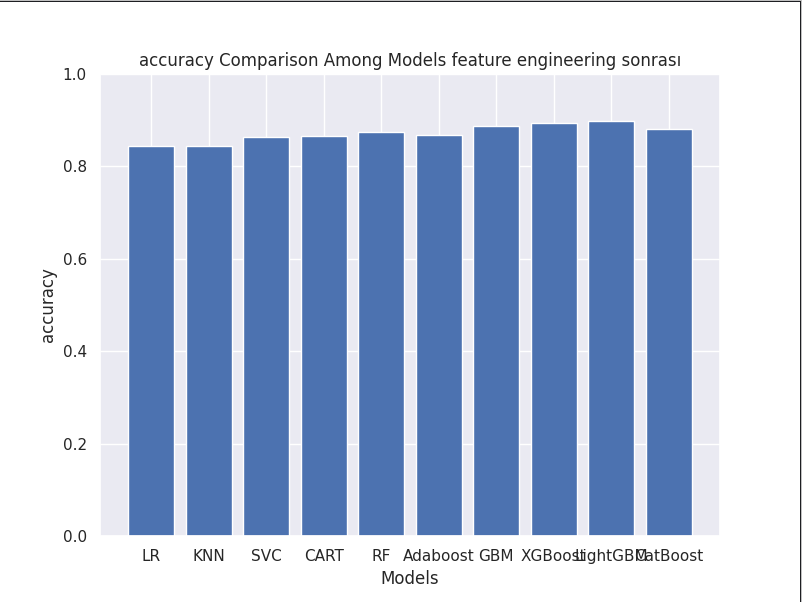 accuracy Comparison Among Models feature engineering sonrası
1.0
0.8
0.6
0.4
0.2
0.0
accuracy
LR KNN SVC CART RF Adaboost GBM XGBoost LightGBM CatBoost
Models